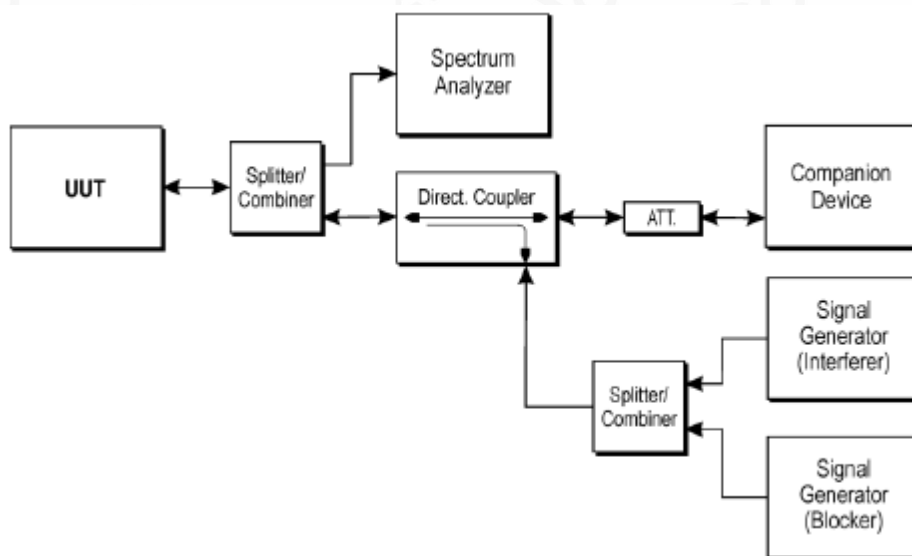 Spectrum
Analyzer
UUT
Splitter/
Combiner
Direct. Coupler
ATT.
Companion
Device
Signal
Generator
(Interferer)
Splitter/
Combiner
Signal
Generator
(Blocker)